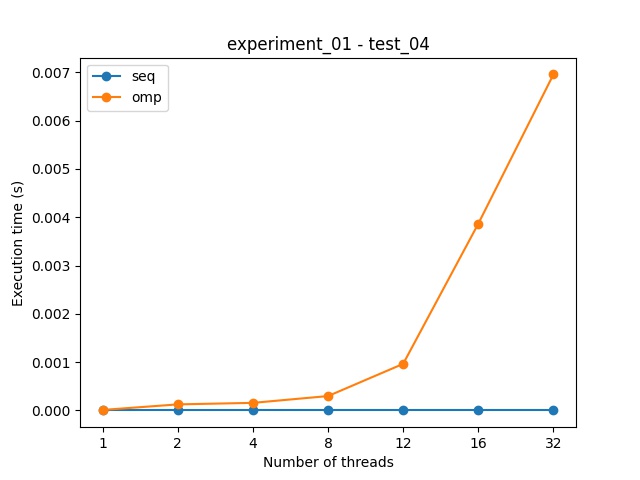 experiment_01 - test_04
seq
omp
Execution time (s)
0.007
0.006
0.005
0.004
0.003
0.002
0.001
0.000
1 2 4 8 12 16 32
Number of threads